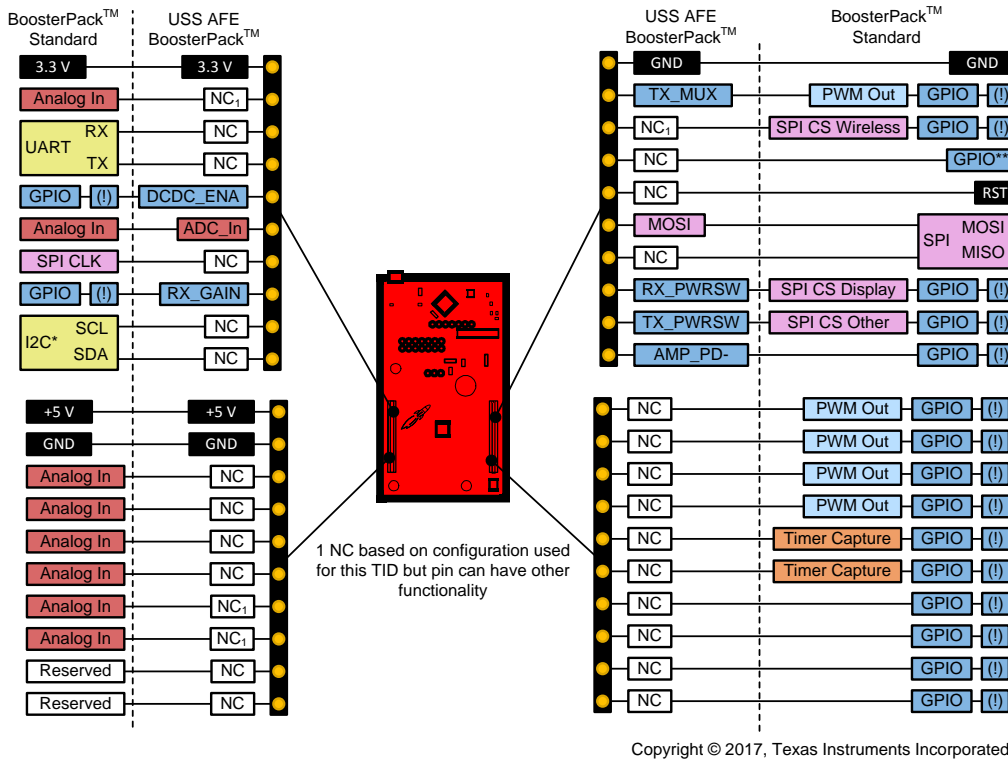 BoosterPack™ Standard
USS AFE BoosterPack™
3.3 V 3.3 V
Analog In NC1
UART RX NC
TX NC
GPIO (!) DCDC_ENA
Analog In ADC_In
SPI CLK NC
GPIO (!) RX_GAIN
I2C* SCL NC
SDA NC
+5 V +5 V
GND GND
Analog In NC
Analog In NC
Analog In NC
Analog In NC
Analog In NC1
Analog In NC1
Reserved NC
Reserved NC
1 NC based on configuration used
for this TID but pin can have other
functionality
USS AFE BoosterPack™
BoosterPack™ Standard
GND GND
TX_MUX PWM Out GPIO (!)
NC1 SPI CS Wireless GPIO (!)
NC GPIO**
NC RST
MOSI SPI MOSI
NC MISO
RX_PWRSW SPI CS Display GPIO (!)
TX_PWRSW SPI CS Other GPIO (!)
AMP_PD- GPIO (!)
NC PWM Out GPIO (!)
NC PWM Out GPIO (!)
NC PWM Out GPIO (!)
NC PWM Out GPIO (!)
NC Timer Capture GPIO (!)
NC Timer Capture GPIO (!)
NC GPIO (!)
NC GPIO (!)
NC GPIO (!)
NC GPIO (!)
Copyright © 2017, Texas Instruments Incorporated